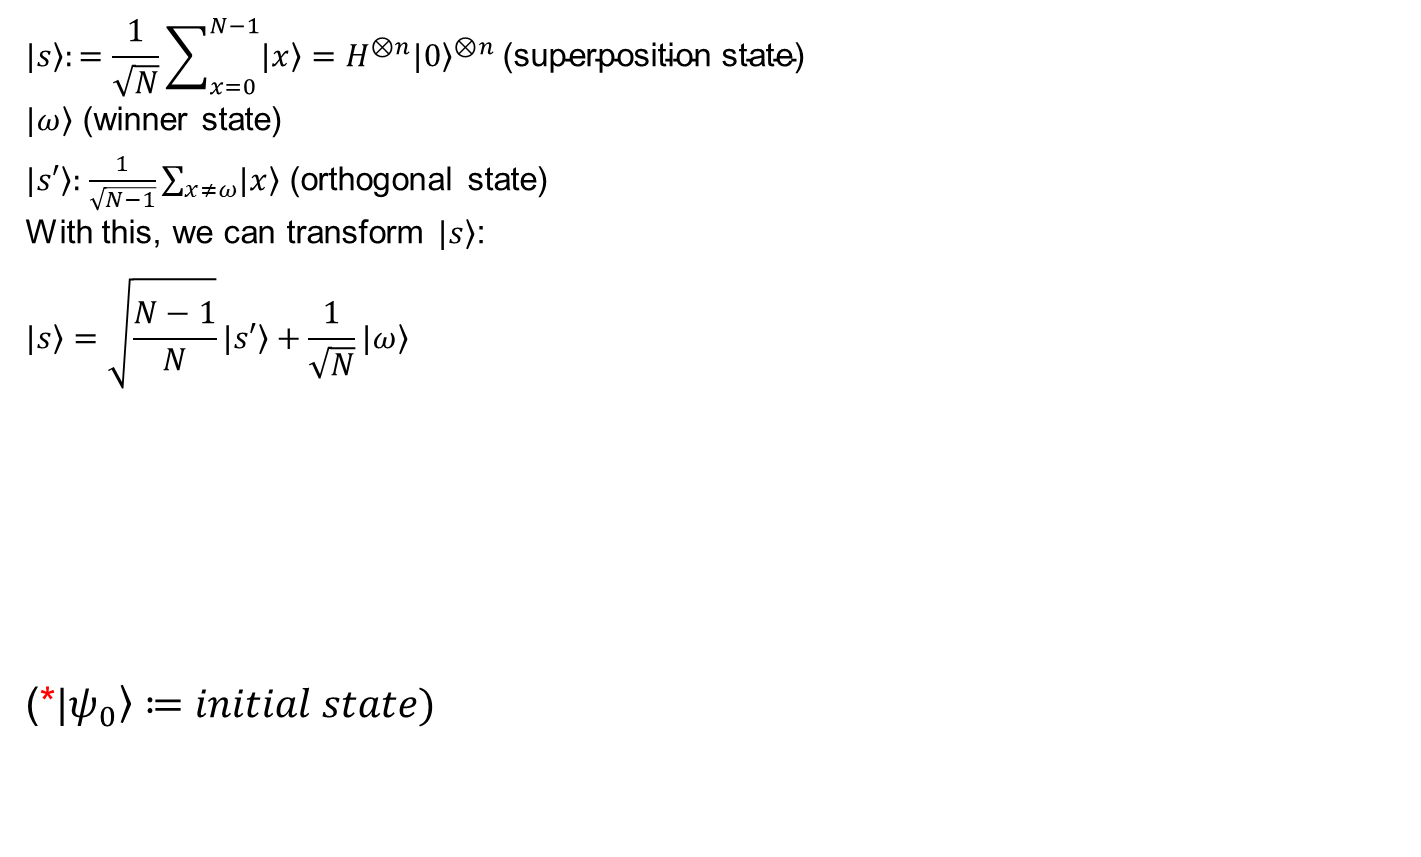 |s⟩: = 1/√N ∑_{x=0}^{N−1} |x⟩ = H^{⊗n}|0⟩^{⊗n} (superposition state)
|ω⟩ (winner state)
|s′⟩: 1/√(N−1) ∑_{x≠ω}|x⟩ (orthogonal state)
With this, we can transform |s⟩:
|s⟩ = √((N − 1)/N) |s′⟩ + 1/√N |ω⟩
(*|ψ₀⟩ ≔ initial state)